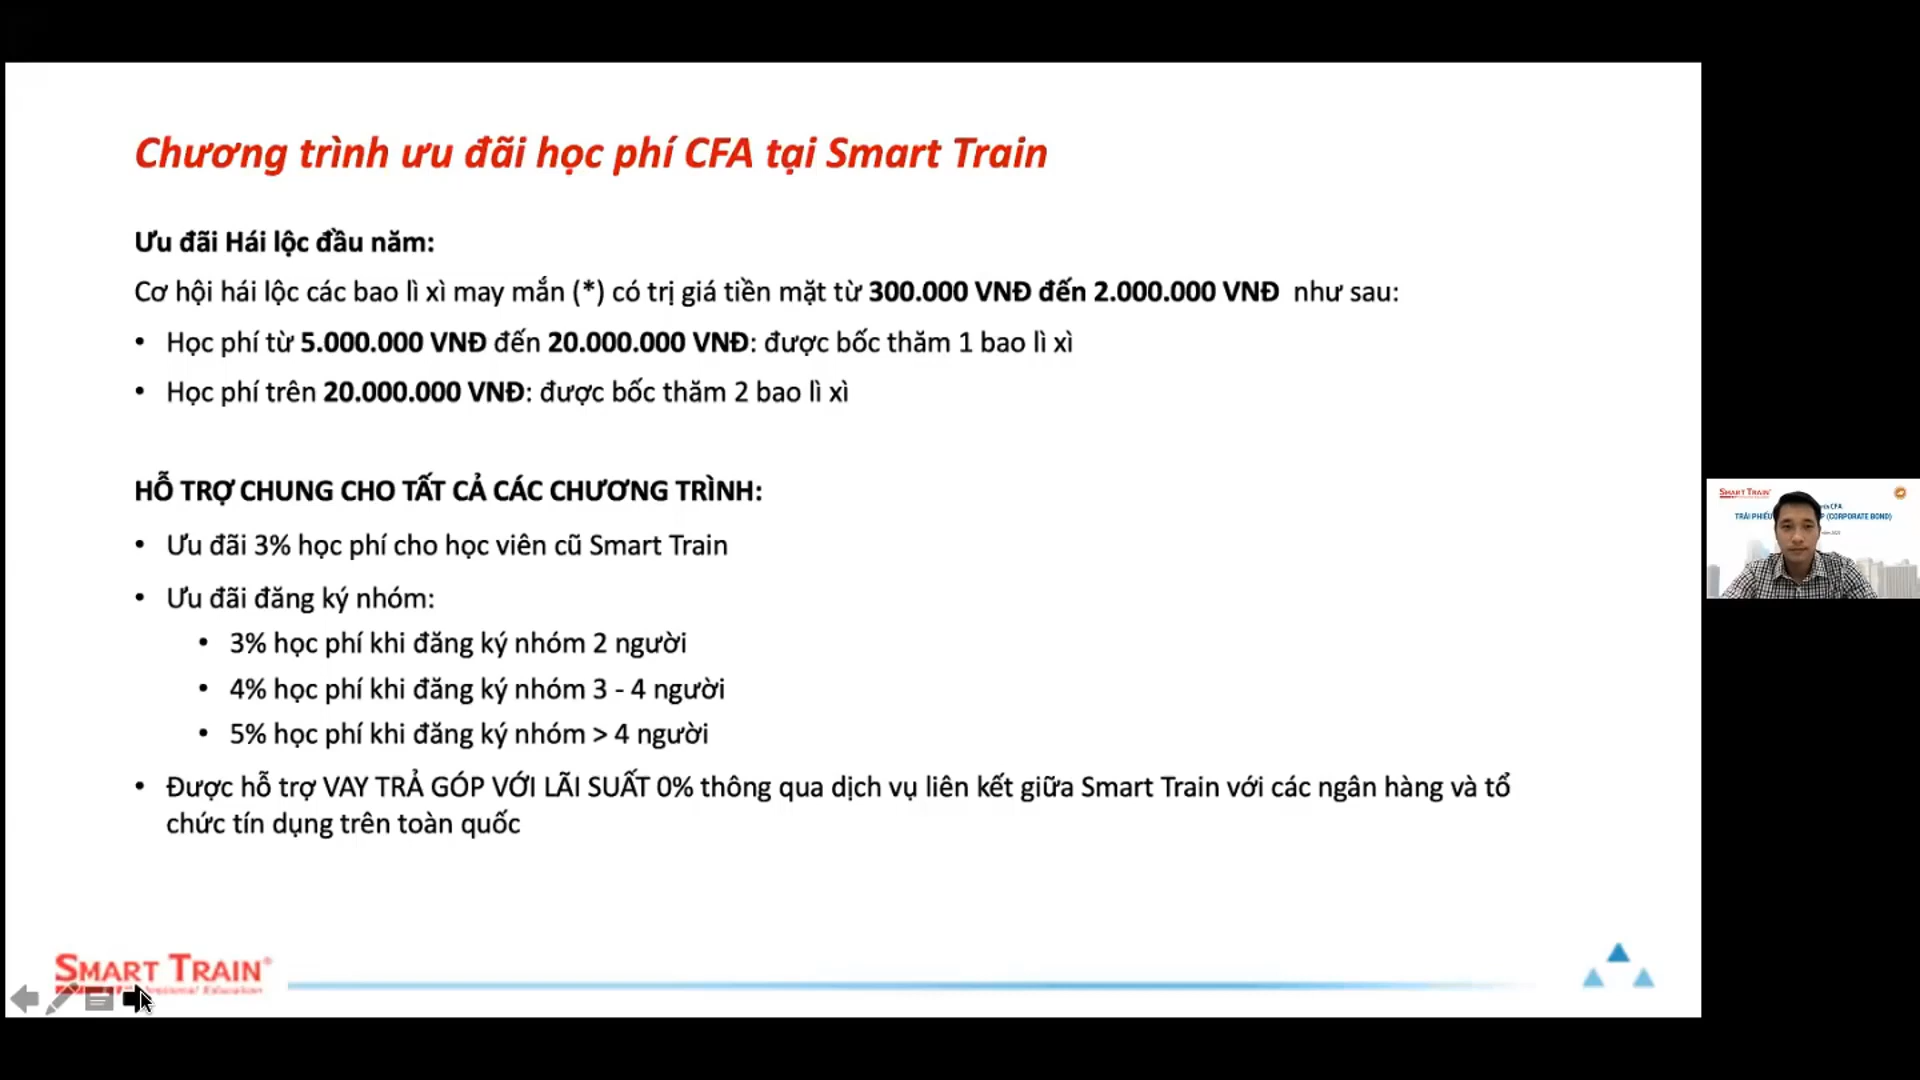 Chương trình ưu đãi học phí CFA tại Smart Train
Ưu đãi Hái lộc đầu năm:
Cơ hội hái lộc các bao lì xì may mắn (*) có trị giá tiền mặt từ 300.000 VNĐ đến 2.000.000 VNĐ như sau:
• Học phí từ 5.000.000 VNĐ đến 20.000.000 VNĐ: được bốc thăm 1 bao lì xì
• Học phí trên 20.000.000 VNĐ: được bốc thăm 2 bao lì xì
HỖ TRỢ CHUNG CHO TẤT CẢ CÁC CHƯƠNG TRÌNH:
• Ưu đãi 3% học phí cho học viên cũ Smart Train
• Ưu đãi đăng ký nhóm:
• 3% học phí khi đăng ký nhóm 2 người
• 4% học phí khi đăng ký nhóm 3 - 4 người
• 5% học phí khi đăng ký nhóm > 4 người
• Được hỗ trợ VAY TRẢ GÓP VỚI LÃI SUẤT 0% thông qua dịch vụ liên kết giữa Smart Train với các ngân hàng và tổ
chức tín dụng trên toàn quốc
SMART TRAIN®
Education
SMART TRAIN
CFA
TRÁI PHIẾU (CORPORATE BOND)